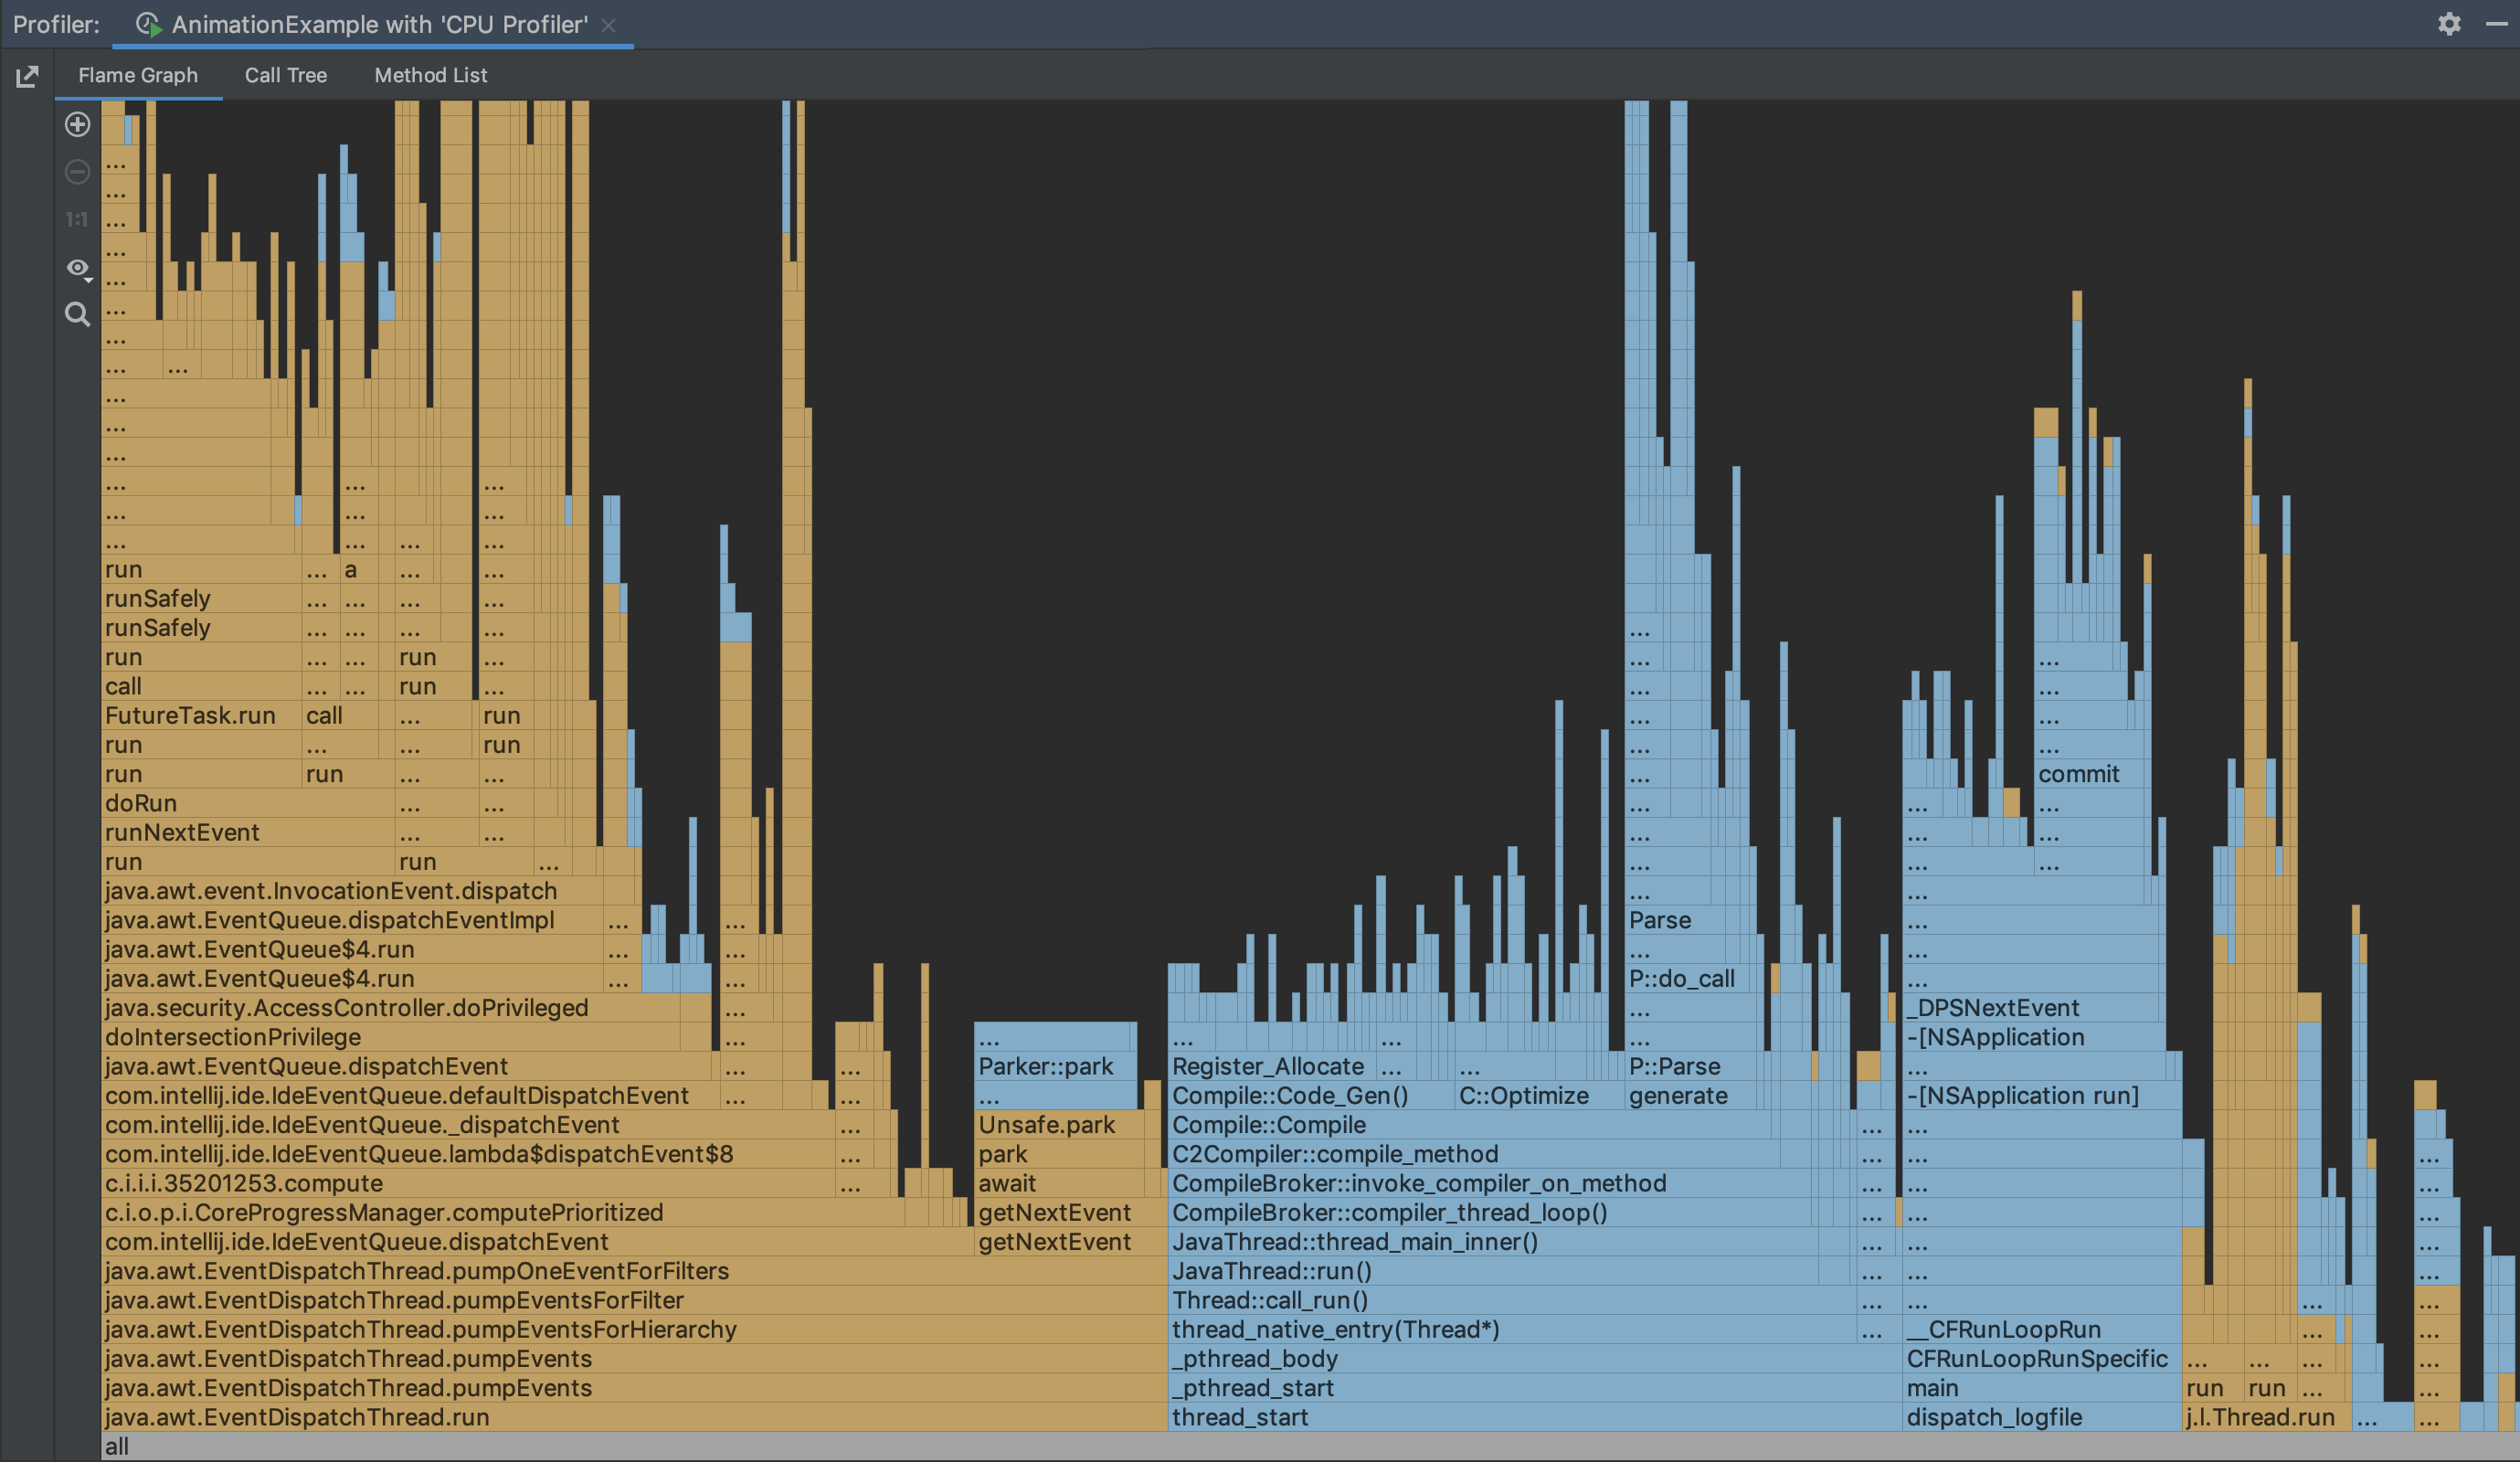 Profiler: AnimationExample with 'CPU Profiler'
Flame Graph Call Tree Method List
1:1
...
...
...
...
...
...
...
... ...
...
...
...
... ... ...
... ... ...
... ... ... ...
run ... a ... ...
runSafely ... ... ... ...
runSafely ... ... ... ... ...
run ... ... run ... ... ...
call ... ... run ... ... ...
FutureTask.run call ... run ... ...
run ... ... run ... ...
run run ... ... ... commit
doRun ... ... ... ... ...
runNextEvent ... ... ... ... ...
run run ... ... ... ...
java.awt.event.InvocationEvent.dispatch ... ...
java.awt.EventQueue.dispatchEventImpl ... ... Parse ...
java.awt.EventQueue$4.run ... ... ... ...
java.awt.EventQueue$4.run ... ... P::do_call ...
java.security.AccessController.doPrivileged ... ... _DPSNextEvent
doIntersectionPrivilege ... ... ... ... ... -[NSApplication
java.awt.EventQueue.dispatchEvent ... ... Parker::park Register_Allocate ... ... P::Parse ...
com.intellij.ide.IdeEventQueue.defaultDispatchEvent ... ... ... Compile::Code_Gen() C::Optimize generate -[NSApplication run]
com.intellij.ide.IdeEventQueue._dispatchEvent ... Unsafe.park Compile::Compile ... ...
com.intellij.ide.IdeEventQueue.lambda$dispatchEvent$8 ... park C2Compiler::compile_method ... ... ...
c.i.i.i.35201253.compute ... await CompileBroker::invoke_compiler_on_method ... ... ...
c.i.o.p.i.CoreProgressManager.computePrioritized getNextEvent CompileBroker::compiler_thread_loop() ... ... ...
com.intellij.ide.IdeEventQueue.dispatchEvent getNextEvent JavaThread::thread_main_inner() ... ... ...
java.awt.EventDispatchThread.pumpOneEventForFilters JavaThread::run() ... ... ...
java.awt.EventDispatchThread.pumpEventsForFilter Thread::call_run() ... ... ... ...
java.awt.EventDispatchThread.pumpEventsForHierarchy thread_native_entry(Thread*) ... __CFRunLoopRun ... ...
java.awt.EventDispatchThread.pumpEvents _pthread_body CFRunLoopRunSpecific ... ... ... ...
java.awt.EventDispatchThread.pumpEvents _pthread_start main run run ... ...
java.awt.EventDispatchThread.run thread_start dispatch_logfile j.l.Thread.run ... ...
all